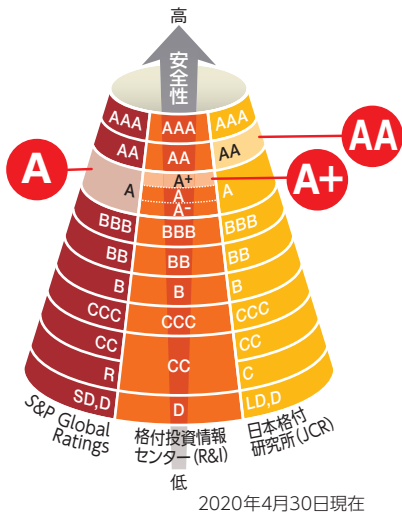 高
安全性
AAA
AAA
AAA
AA
AA
AA
AA
A
A
A+
A
A-
A
A+
BBB
BBB
BBB
BB
BB
BB
B
B
B
CCC
CCC
CCC
CC
CC
CC
R
C
SD,D
D
LD,D
S&P Global
Ratings
格付投資情報
センター(R&I)
日本格付
研究所(JCR)
低
2020年4月30日現在